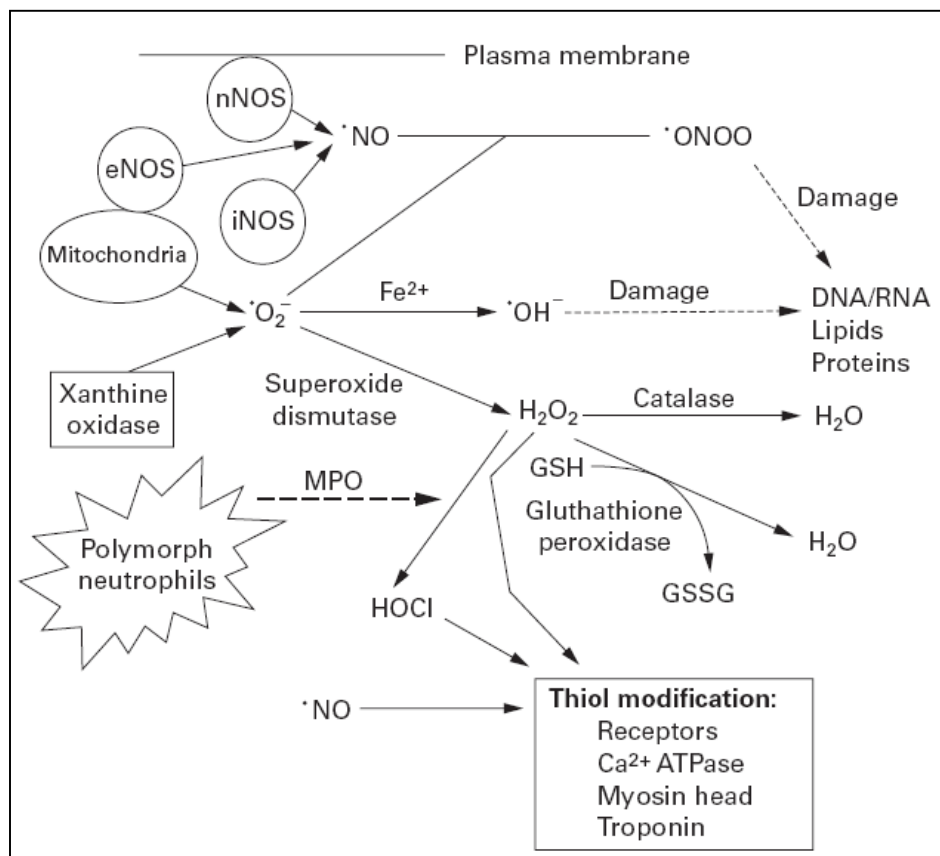 Plasma membrane
nNOS
•NO
•ONOO
eNOS
iNOS
Damage
Mitochondria
•O₂⁻
Fe²⁺
•OH⁻
Damage
DNA/RNA
Lipids
Proteins
Xanthine
oxidase
Superoxide
dismutase
H₂O₂
Catalase
H₂O
GSH
MPO
Gluthathione
peroxidase
H₂O
Polymorph
neutrophils
GSSG
HOCl
•NO
Thiol modification:
Receptors
Ca²⁺ ATPase
Myosin head
Troponin